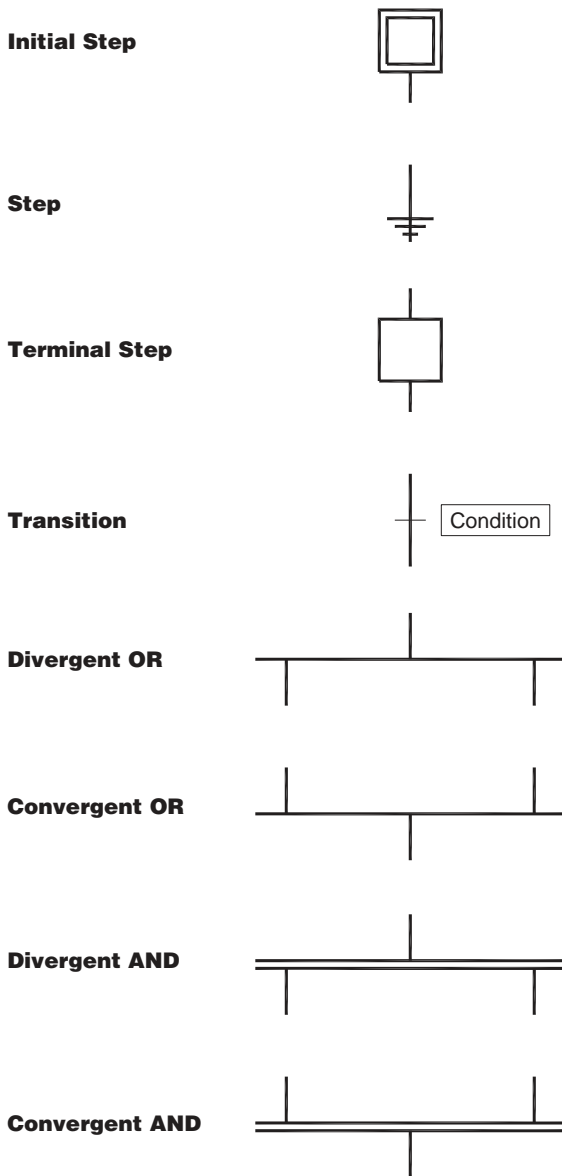 Initial Step
Step
Terminal Step
Transition
Condition
Divergent OR
Convergent OR
Divergent AND
Convergent AND